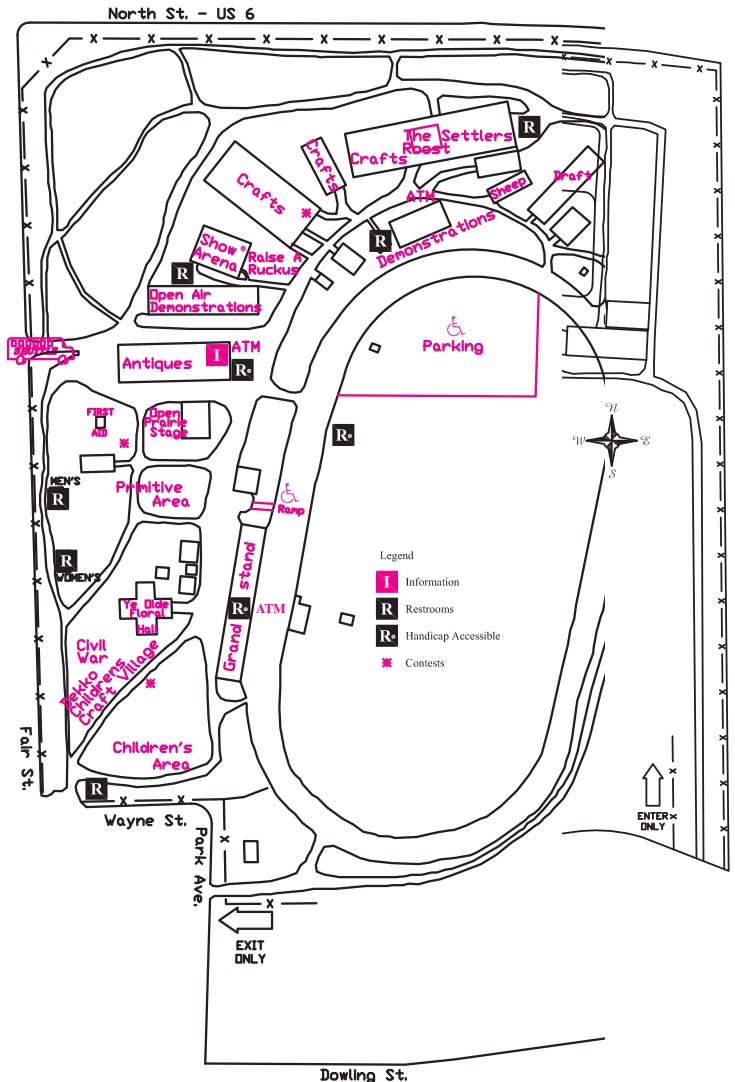 North St. - US 6
The Settlers
Roost
Crafts
Crafts
Crafts
Draft
Sheep
ATM
Demonstrations
Show
Arena
Raise A
Ruckus
R
R
R
Open Air
Demonstrations
Parking
Antiques
I
ATM
R
FIRST
AID
Open
Prairie
Stage
R
N
W
E
S
MEN'S
R
Primitive
Area
Ramp
R
WOMEN'S
Legend
I Information
R Restrooms
R Handicap Accessible
Contests
Ye Olde
Floral
Hall
Grand stand
R
ATM
Civil
War
Dekko
Childrens
Craft Village
Children's
Area
Fair St.
R
Wayne St.
Park Ave.
ENTER
ONLY
EXIT
ONLY
Dowling St.